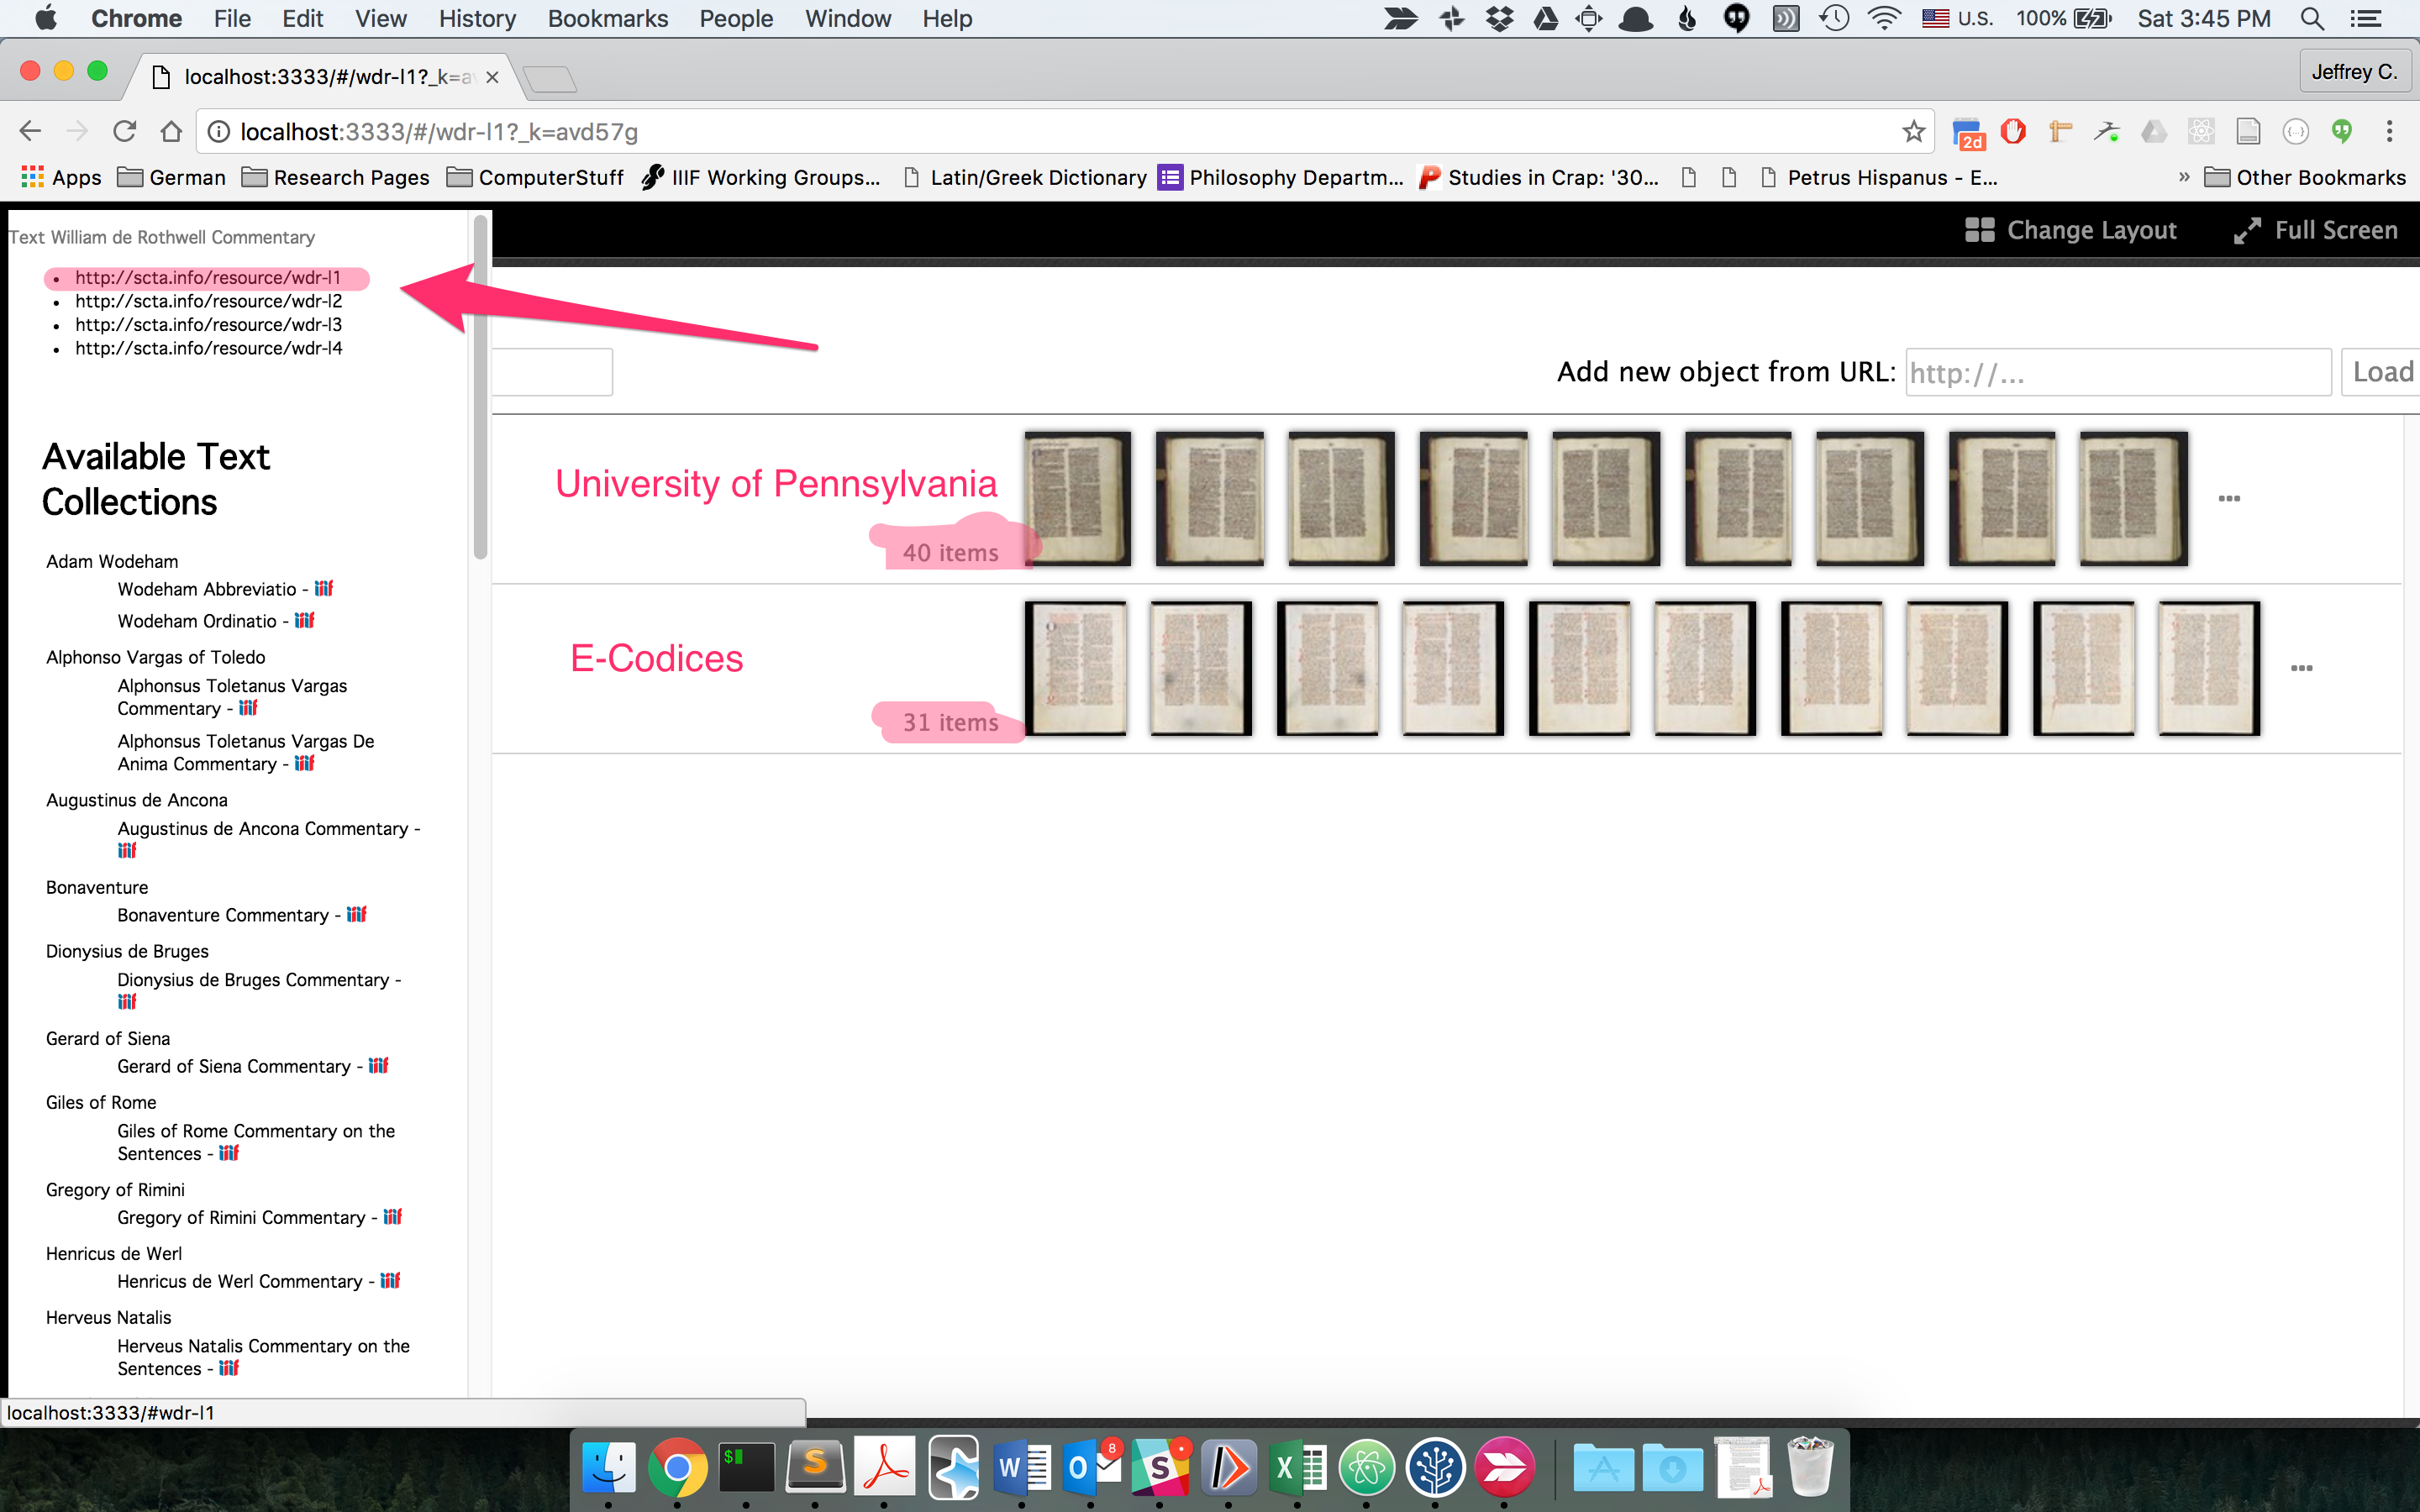 Chrome File Edit View History Bookmarks People Window Help U.S. 100% Sat 3:45 PM
localhost:3333/#/wdr-l1?_k=a Jeffrey C.
localhost:3333/#/wdr-l1?_k=avd57g 2d
Apps German Research Pages ComputerStuff IIIF Working Groups... Latin/Greek Dictionary Philosophy Departm... Studies in Crap: '30... Petrus Hispanus - E... » Other Bookmarks
Change Layout Full Screen
Text William de Rothwell Commentary
• http://scta.info/resource/wdr-l1
• http://scta.info/resource/wdr-l2
• http://scta.info/resource/wdr-l3
• http://scta.info/resource/wdr-l4
Add new object from URL: http://... Load
University of Pennsylvania
40 items
...
E-Codices
31 items
...
Available Text
Collections
Adam Wodeham
Wodeham Abbreviatio - iiif
Wodeham Ordinatio - iiif
Alphonso Vargas of Toledo
Alphonsus Toletanus Vargas
Commentary - iiif
Alphonsus Toletanus Vargas De
Anima Commentary - iiif
Augustinus de Ancona
Augustinus de Ancona Commentary -
iiif
Bonaventure
Bonaventure Commentary - iiif
Dionysius de Bruges
Dionysius de Bruges Commentary -
iiif
Gerard of Siena
Gerard of Siena Commentary - iiif
Giles of Rome
Giles of Rome Commentary on the
Sentences - iiif
Gregory of Rimini
Gregory of Rimini Commentary - iiif
Henricus de Werl
Henricus de Werl Commentary - iiif
Herveus Natalis
Herveus Natalis Commentary on the
Sentences - iiif
localhost:3333/#wdr-l1
$ S W O 8 S X